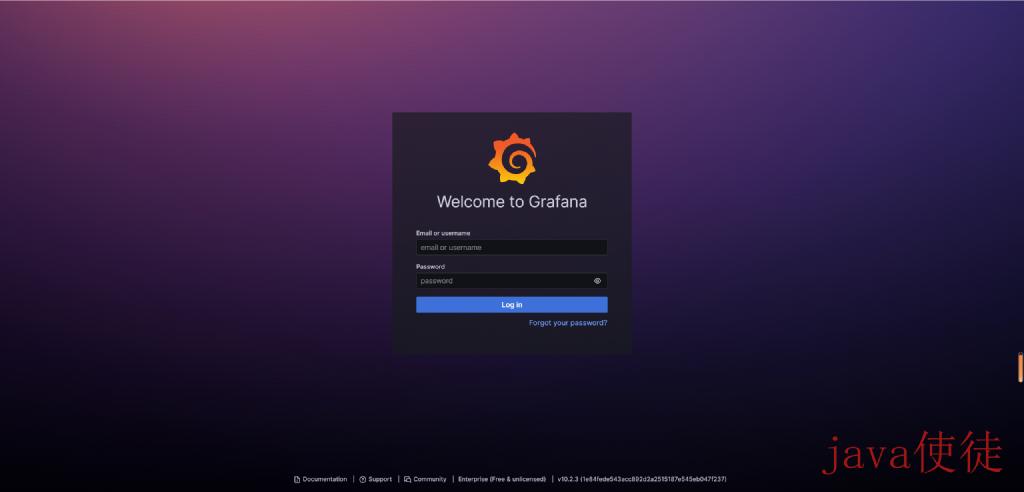 Welcome to Grafana
Email or username
email or username
Password
password
Log in
Forgot your password?
java使徒
Documentation | Support | Community | Enterprise (Free & unlicensed) | v10.2.3 (1e84fede543acc892d2a2515187e545eb047f237)